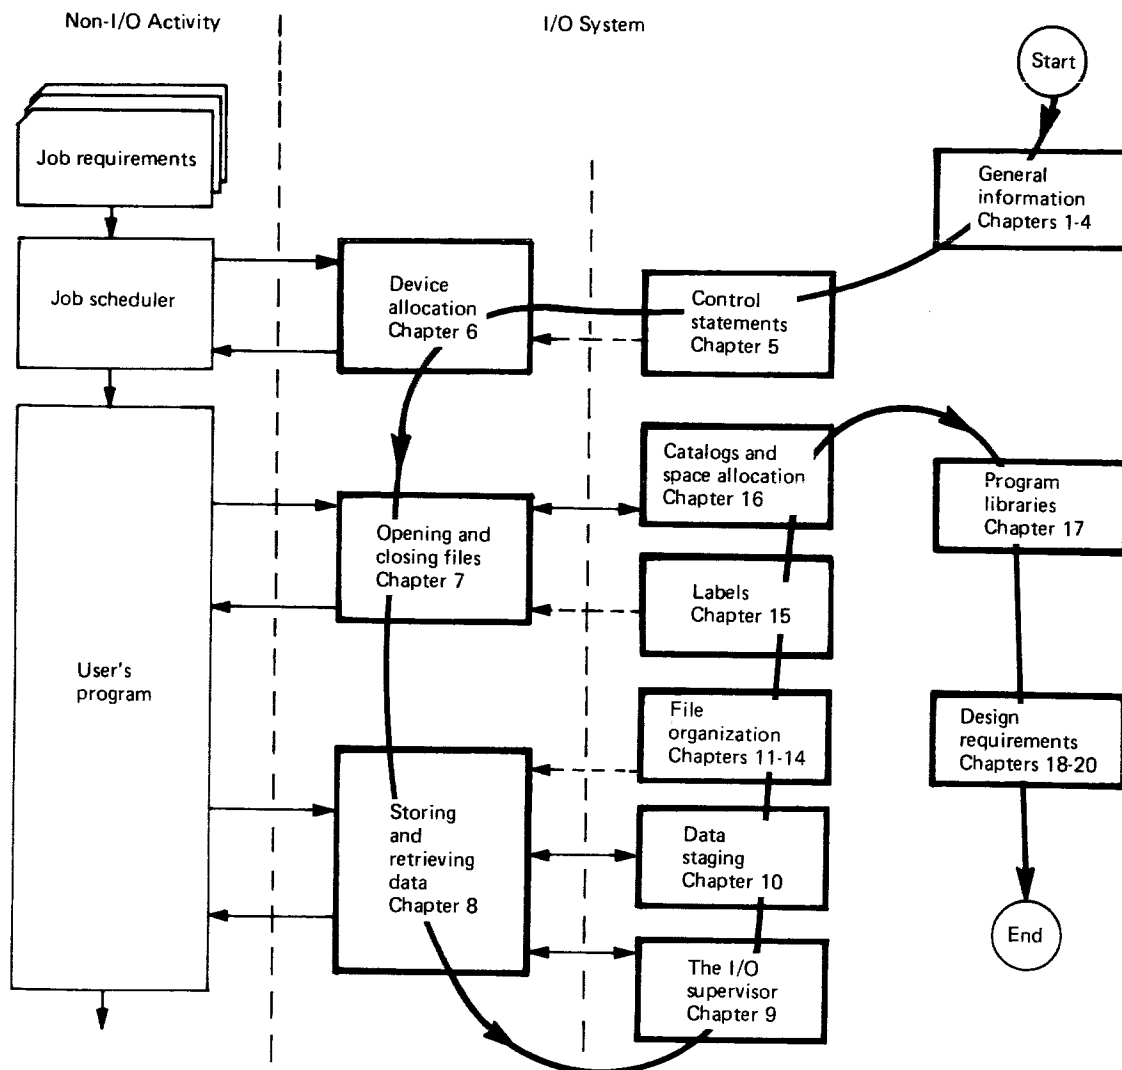 Non-I/O Activity
I/O System
Start
Job requirements
General
information
Chapters 1-4
Job scheduler
Device
allocation
Chapter 6
Control
statements
Chapter 5
Catalogs and
space allocation
Chapter 16
Program
libraries
Chapter 17
Opening and
closing files
Chapter 7
Labels
Chapter 15
User's
program
File
organization
Chapters 11-14
Design
requirements
Chapters 18-20
Storing
and
retrieving
data
Chapter 8
Data
staging
Chapter 10
End
The I/O
supervisor
Chapter 9